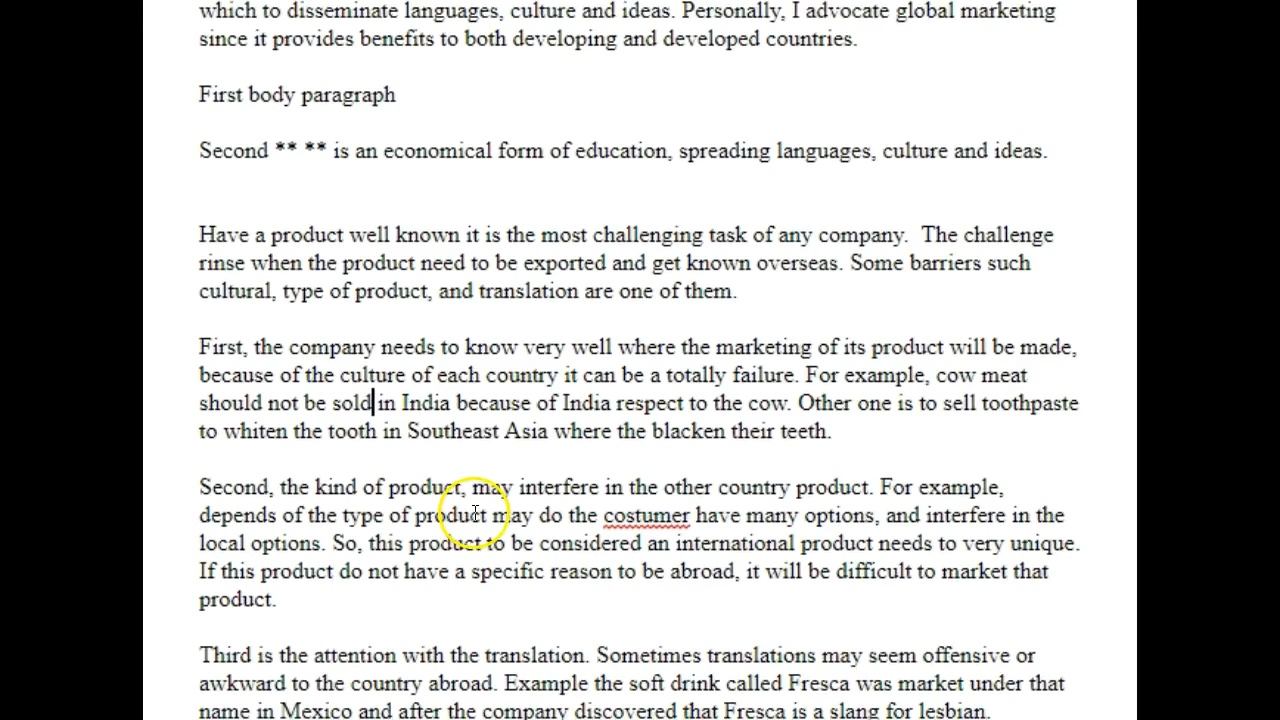 which to disseminate languages, culture and ideas. Personally, I advocate global marketing
since it provides benefits to both developing and developed countries.
First body paragraph
Second ** ** is an economical form of education, spreading languages, culture and ideas.
Have a product well known it is the most challenging task of any company.  The challenge
rinse when the product need to be exported and get known overseas. Some barriers such
cultural, type of product, and translation are one of them.
First, the company needs to know very well where the marketing of its product will be made,
because of the culture of each country it can be a totally failure. For example, cow meat
should not be sold in India because of India respect to the cow. Other one is to sell toothpaste
to whiten the tooth in Southeast Asia where the blacken their teeth.
Second, the kind of product, may interfere in the other country product. For example,
depends of the type of product may do the costumer have many options, and interfere in the
local options. So, this product to be considered an international product needs to very unique.
If this product do not have a specific reason to be abroad, it will be difficult to market that
product.
Third is the attention with the translation. Sometimes translations may seem offensive or
awkward to the country abroad. Example the soft drink called Fresca was market under that
name in Mexico and after the company discovered that Fresca is a slang for lesbian.